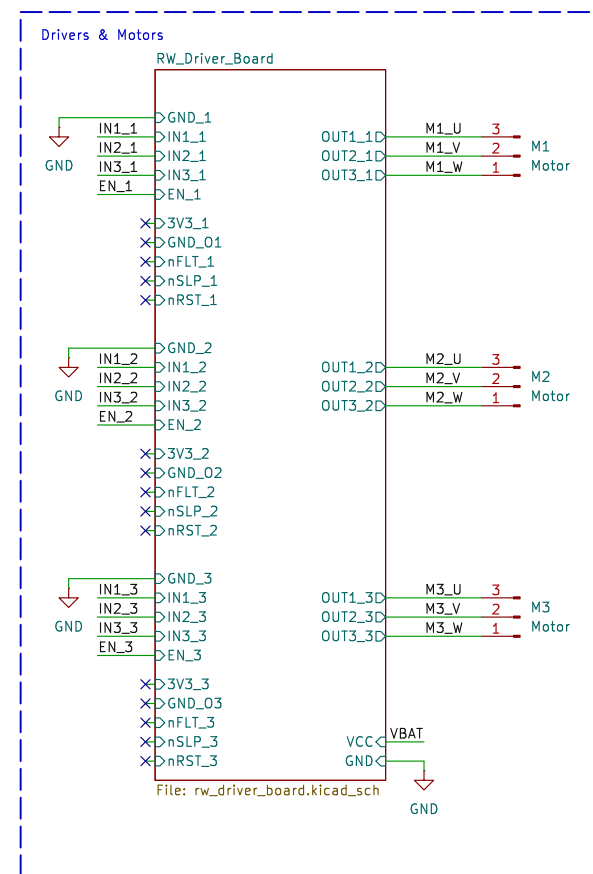 Drivers & Motors
RW_Driver_Board
GND_1
IN1_1 IN1_1 OUT1_1 M1_U 3
IN2_1 IN2_1 OUT2_1 M1_V 2 M1
GND IN3_1 IN3_1 OUT3_1 M1_W 1 Motor
EN_1 EN_1
3V3_1
GND_O1
nFLT_1
nSLP_1
nRST_1
GND_2
IN1_2 IN1_2 OUT1_2 M2_U 3
IN2_2 IN2_2 OUT2_2 M2_V 2 M2
GND IN3_2 IN3_2 OUT3_2 M2_W 1 Motor
EN_2 EN_2
3V3_2
GND_O2
nFLT_2
nSLP_2
nRST_2
GND_3
IN1_3 IN1_3 OUT1_3 M3_U 3
IN2_3 IN2_3 OUT2_3 M3_V 2 M3
GND IN3_3 IN3_3 OUT3_3 M3_W 1 Motor
EN_3 EN_3
3V3_3
GND_O3
nFLT_3
nSLP_3 VCC VBAT
nRST_3 GND
File: rw_driver_board.kicad_sch
GND